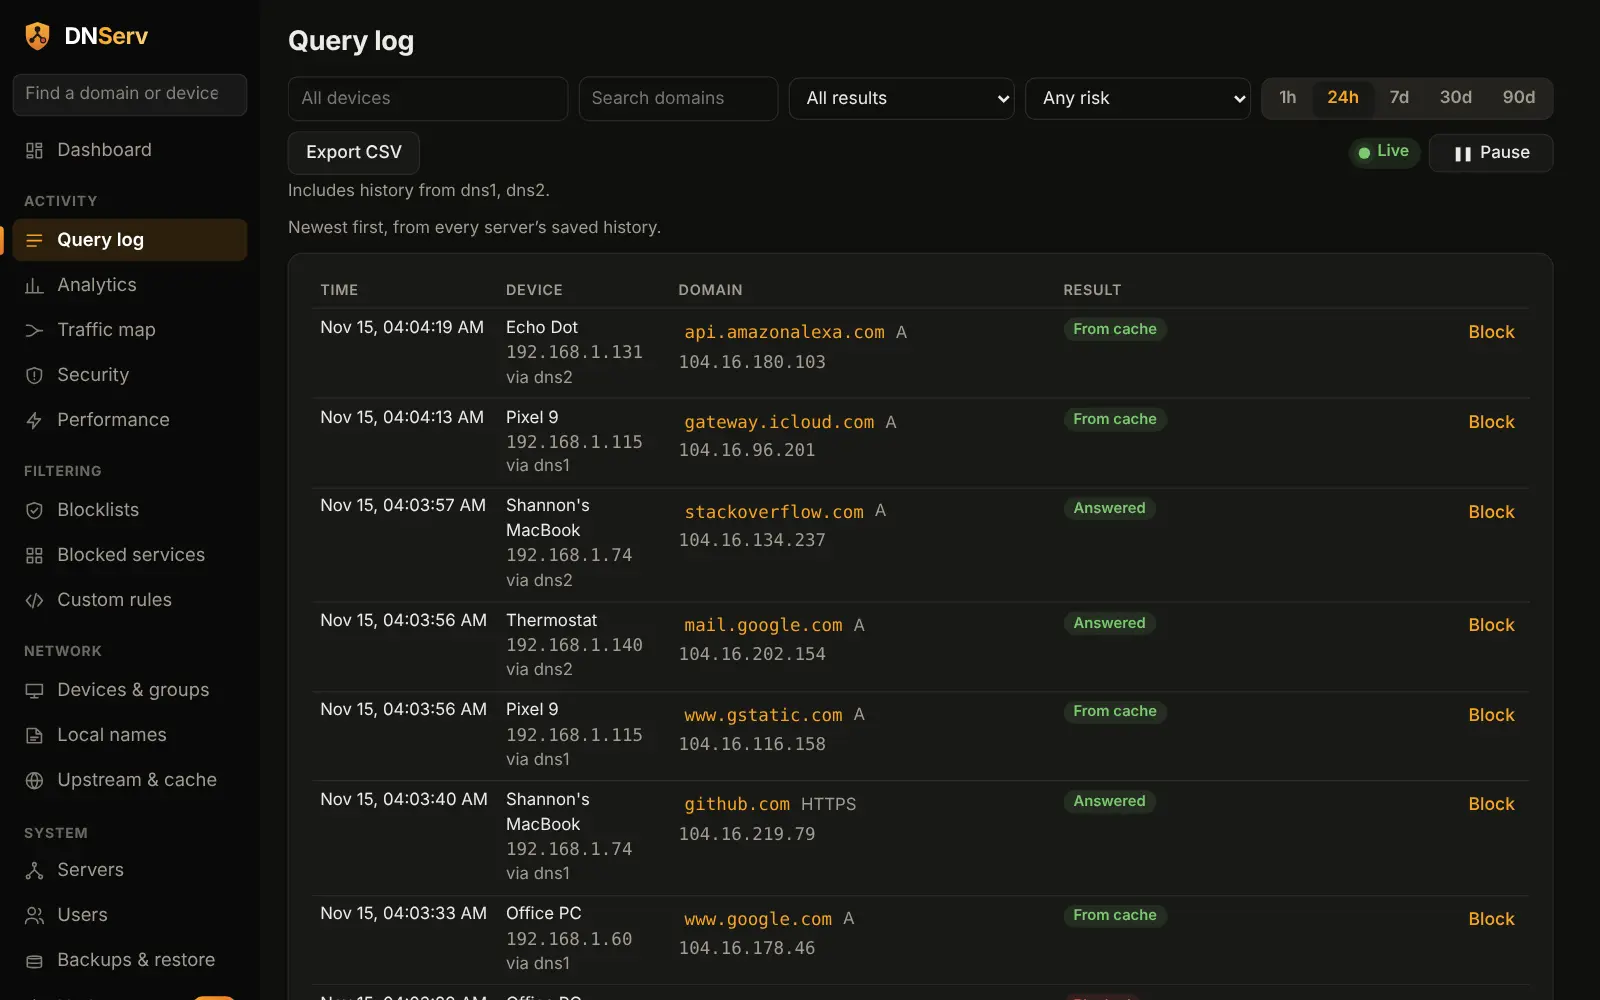 DNServ
Find a domain or device
Dashboard
ACTIVITY
Query log
Analytics
Traffic map
Security
Performance
FILTERING
Blocklists
Blocked services
Custom rules
NETWORK
Devices & groups
Local names
Upstream & cache
SYSTEM
Servers
Users
Backups & restore
Query log
All devices
Search domains
All results
Any risk
1h 24h 7d 30d 90d
Export CSV
Live
Pause
Includes history from dns1, dns2.
Newest first, from every server’s saved history.
TIME DEVICE DOMAIN RESULT
Nov 15, 04:04:19 AM Echo Dot api.amazonalexa.com A From cache Block
192.168.1.131 104.16.180.103
via dns2
Nov 15, 04:04:13 AM Pixel 9 gateway.icloud.com A From cache Block
192.168.1.115 104.16.96.201
via dns1
Nov 15, 04:03:57 AM Shannon's stackoverflow.com A Answered Block
MacBook 104.16.134.237
192.168.1.74
via dns2
Nov 15, 04:03:56 AM Thermostat mail.google.com A Answered Block
192.168.1.140 104.16.202.154
via dns2
Nov 15, 04:03:56 AM Pixel 9 www.gstatic.com A From cache Block
192.168.1.115 104.16.116.158
via dns1
Nov 15, 04:03:40 AM Shannon's github.com HTTPS Answered Block
MacBook 104.16.219.79
192.168.1.74
via dns1
Nov 15, 04:03:33 AM Office PC www.google.com A From cache Block
192.168.1.60 104.16.178.46
via dns1